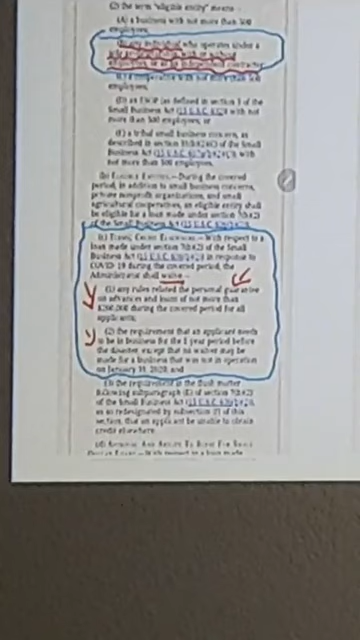 (2) the term "eligible entity" means—
(A) a business with not more than 500
employees;
(B) any individual who operates under a
sole proprietorship, with or without
employees, or as an independent contractor;
(C) a cooperative with not more than 500
employees;
(D) an ESOP (as defined in section 3 of the
Small Business Act (15 U.S.C. 632)) with not
more than 500 employees; or
(E) a tribal small business concern, as
described in section 31(b)(2)(C) of the Small
Business Act (15 U.S.C. 657a(b)(2)(C)), with
not more than 500 employees.
(b) ELIGIBLE ENTITIES.—During the covered
period, in addition to small business concerns,
private nonprofit organizations, and small
agricultural cooperatives, an eligible entity shall
be eligible for a loan made under section 7(b)(2)
of the Small Business Act (15 U.S.C. 636(b)(2)).
(c) TERMS; CREDIT ELSEWHERE.—With respect to a
loan made under section 7(b)(2) of the Small
Business Act (15 U.S.C. 636(b)(2)) in response to
COVID-19 during the covered period, the
Administrator shall waive—
(1) any rules related the personal guarantee
on advances and loans of not more than
$200,000 during the covered period for all
applicants;
(2) the requirement that an applicant needs
to be in business for the 1-year period before
the disaster, except that no waiver may be
made for a business that was not in operation
on January 31, 2020; and
(3) the requirement in the flush matter
following subparagraph (E) of section 7(b)(2)
of the Small Business Act (15 U.S.C. 636(b)(2)),
as so redesignated by subsection (f) of this
section, that an applicant be unable to obtain
credit elsewhere.